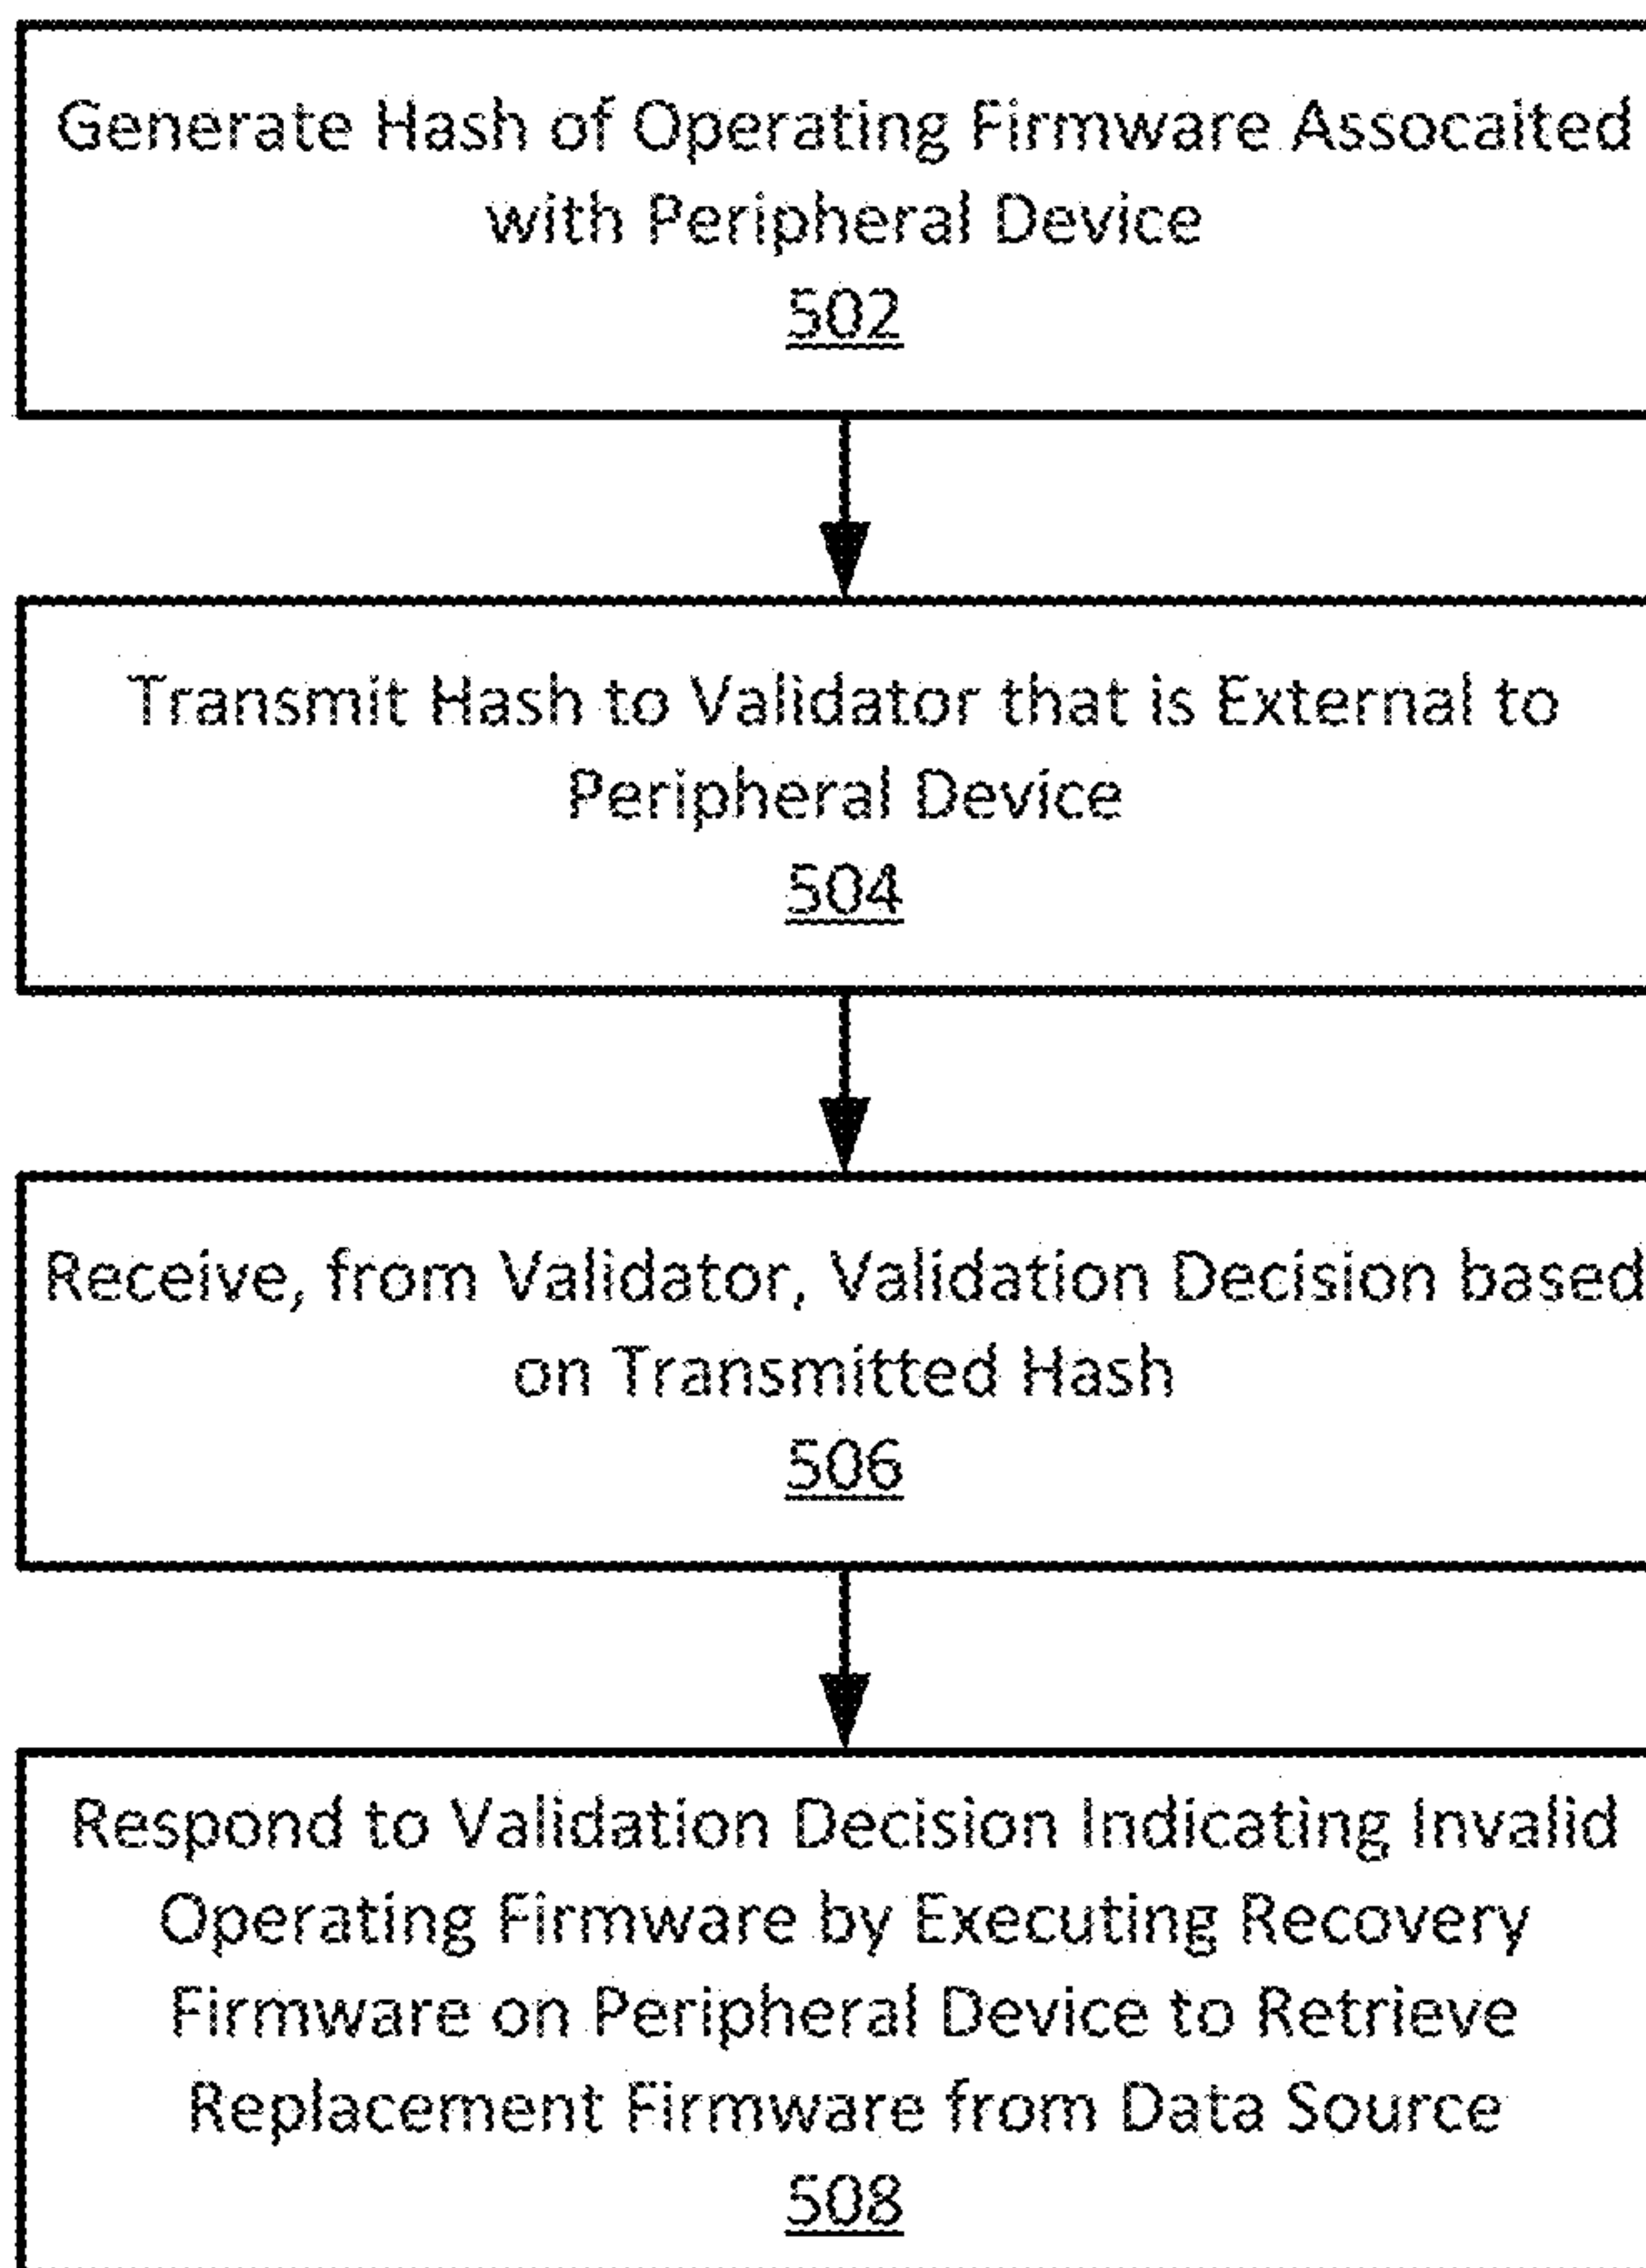 Generate Hash of Operating Firmware Assocaited
with Peripheral Device
502
Transmit Hash to Validator that is External to
Peripheral Device
504
Receive, from Validator, Validation Decision based
on Transmitted Hash
506
Respond to Validation Decision Indicating Invalid
Operating Firmware by Executing Recovery
Firmware on Peripheral Device to Retrieve
Replacement Firmware from Data Source
508